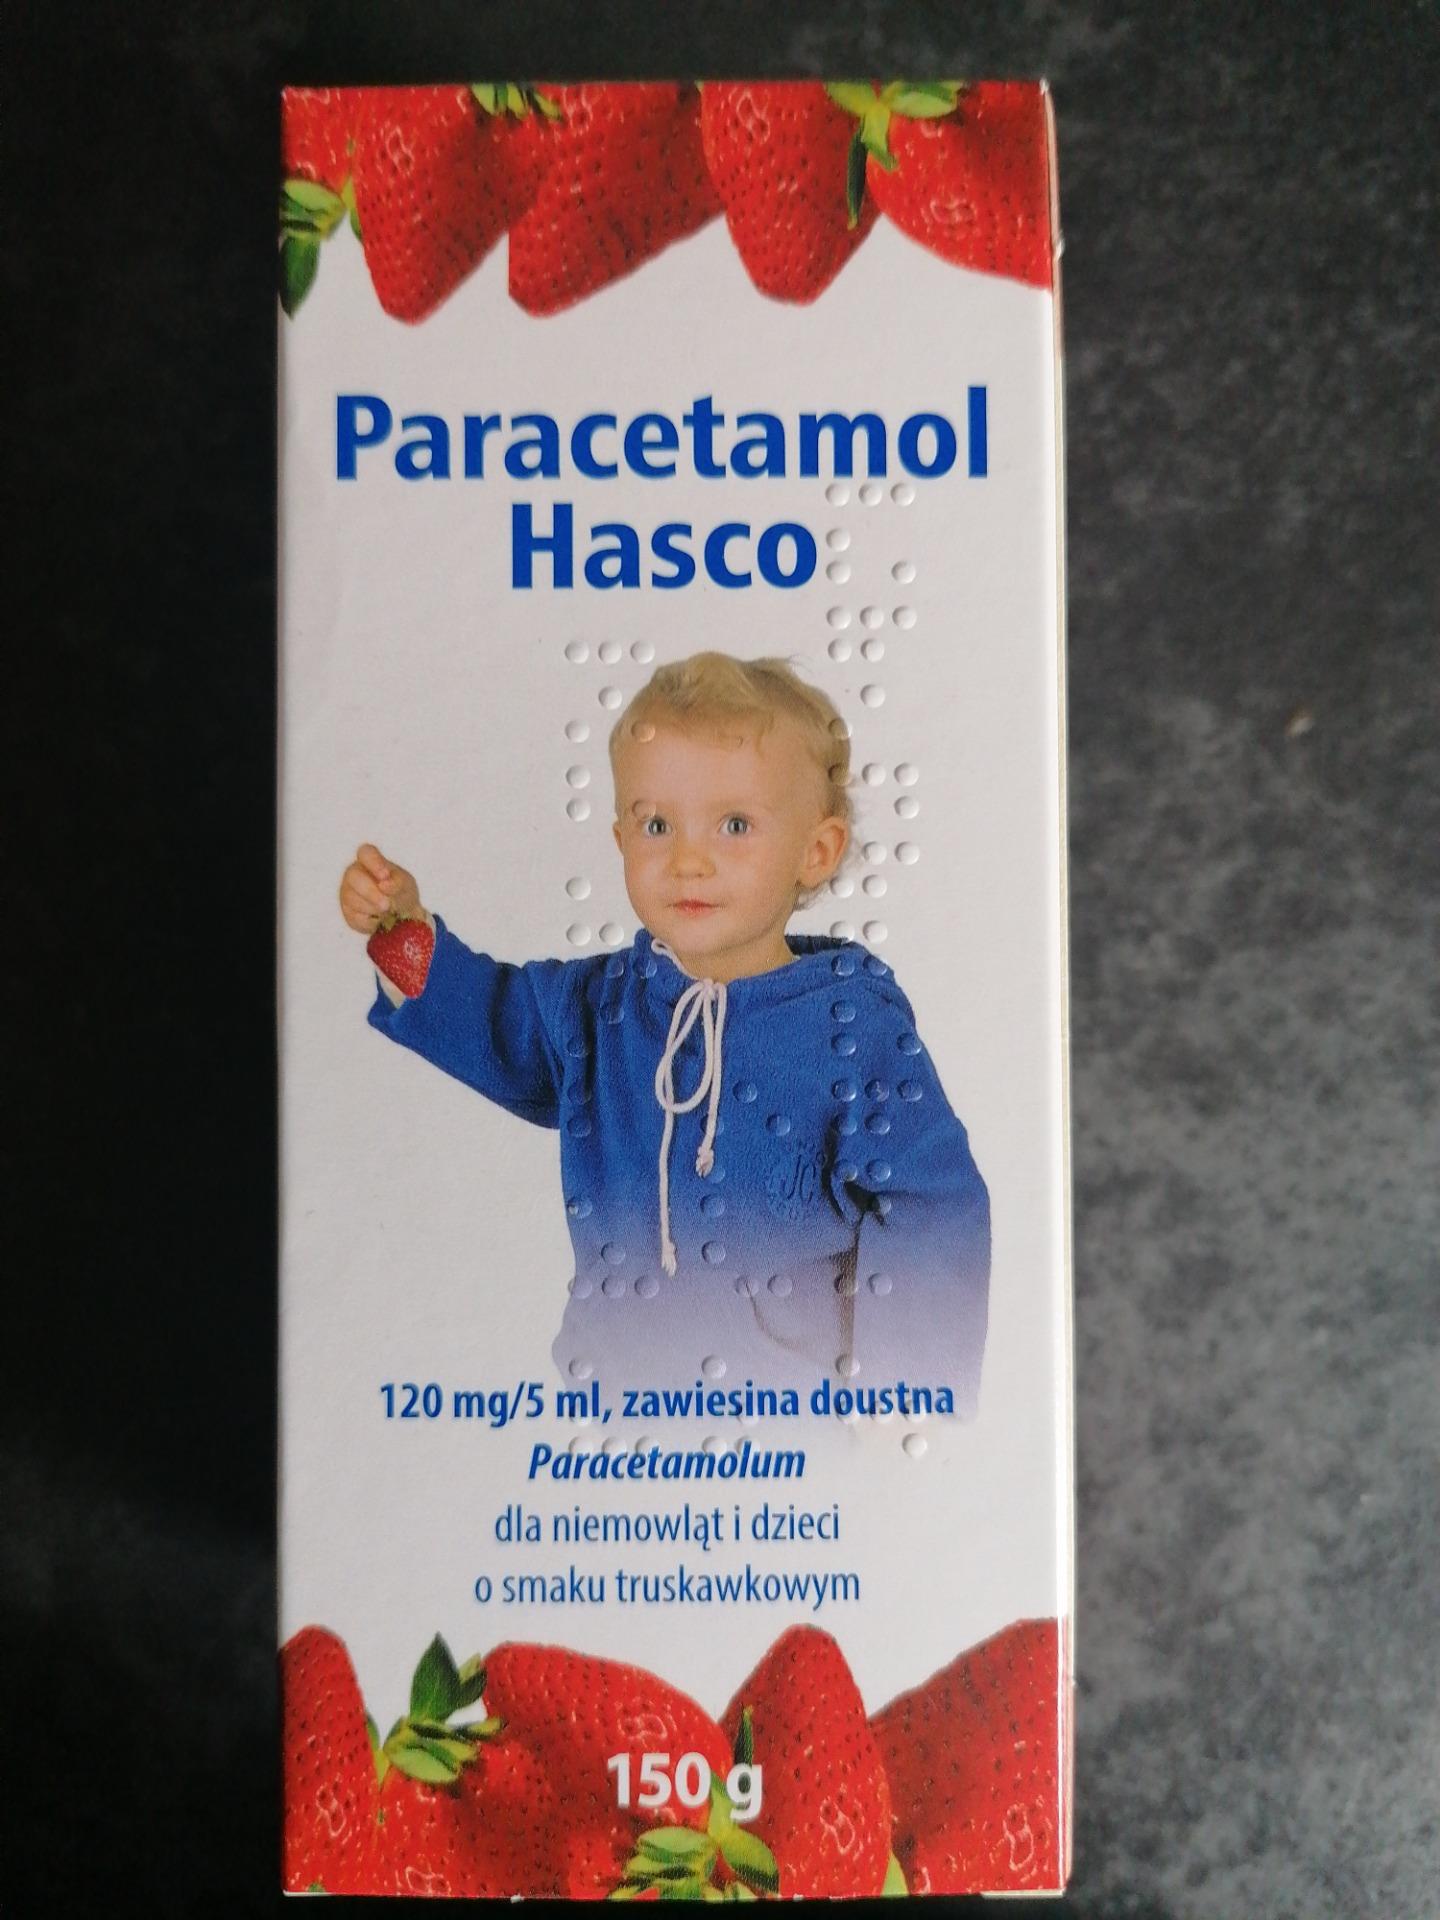 Paracetamol
Hasco
120 mg/5 ml, zawiesina doustna
Paracetamolum
dla niemowląt i dzieci
o smaku truskawkowym
150 g